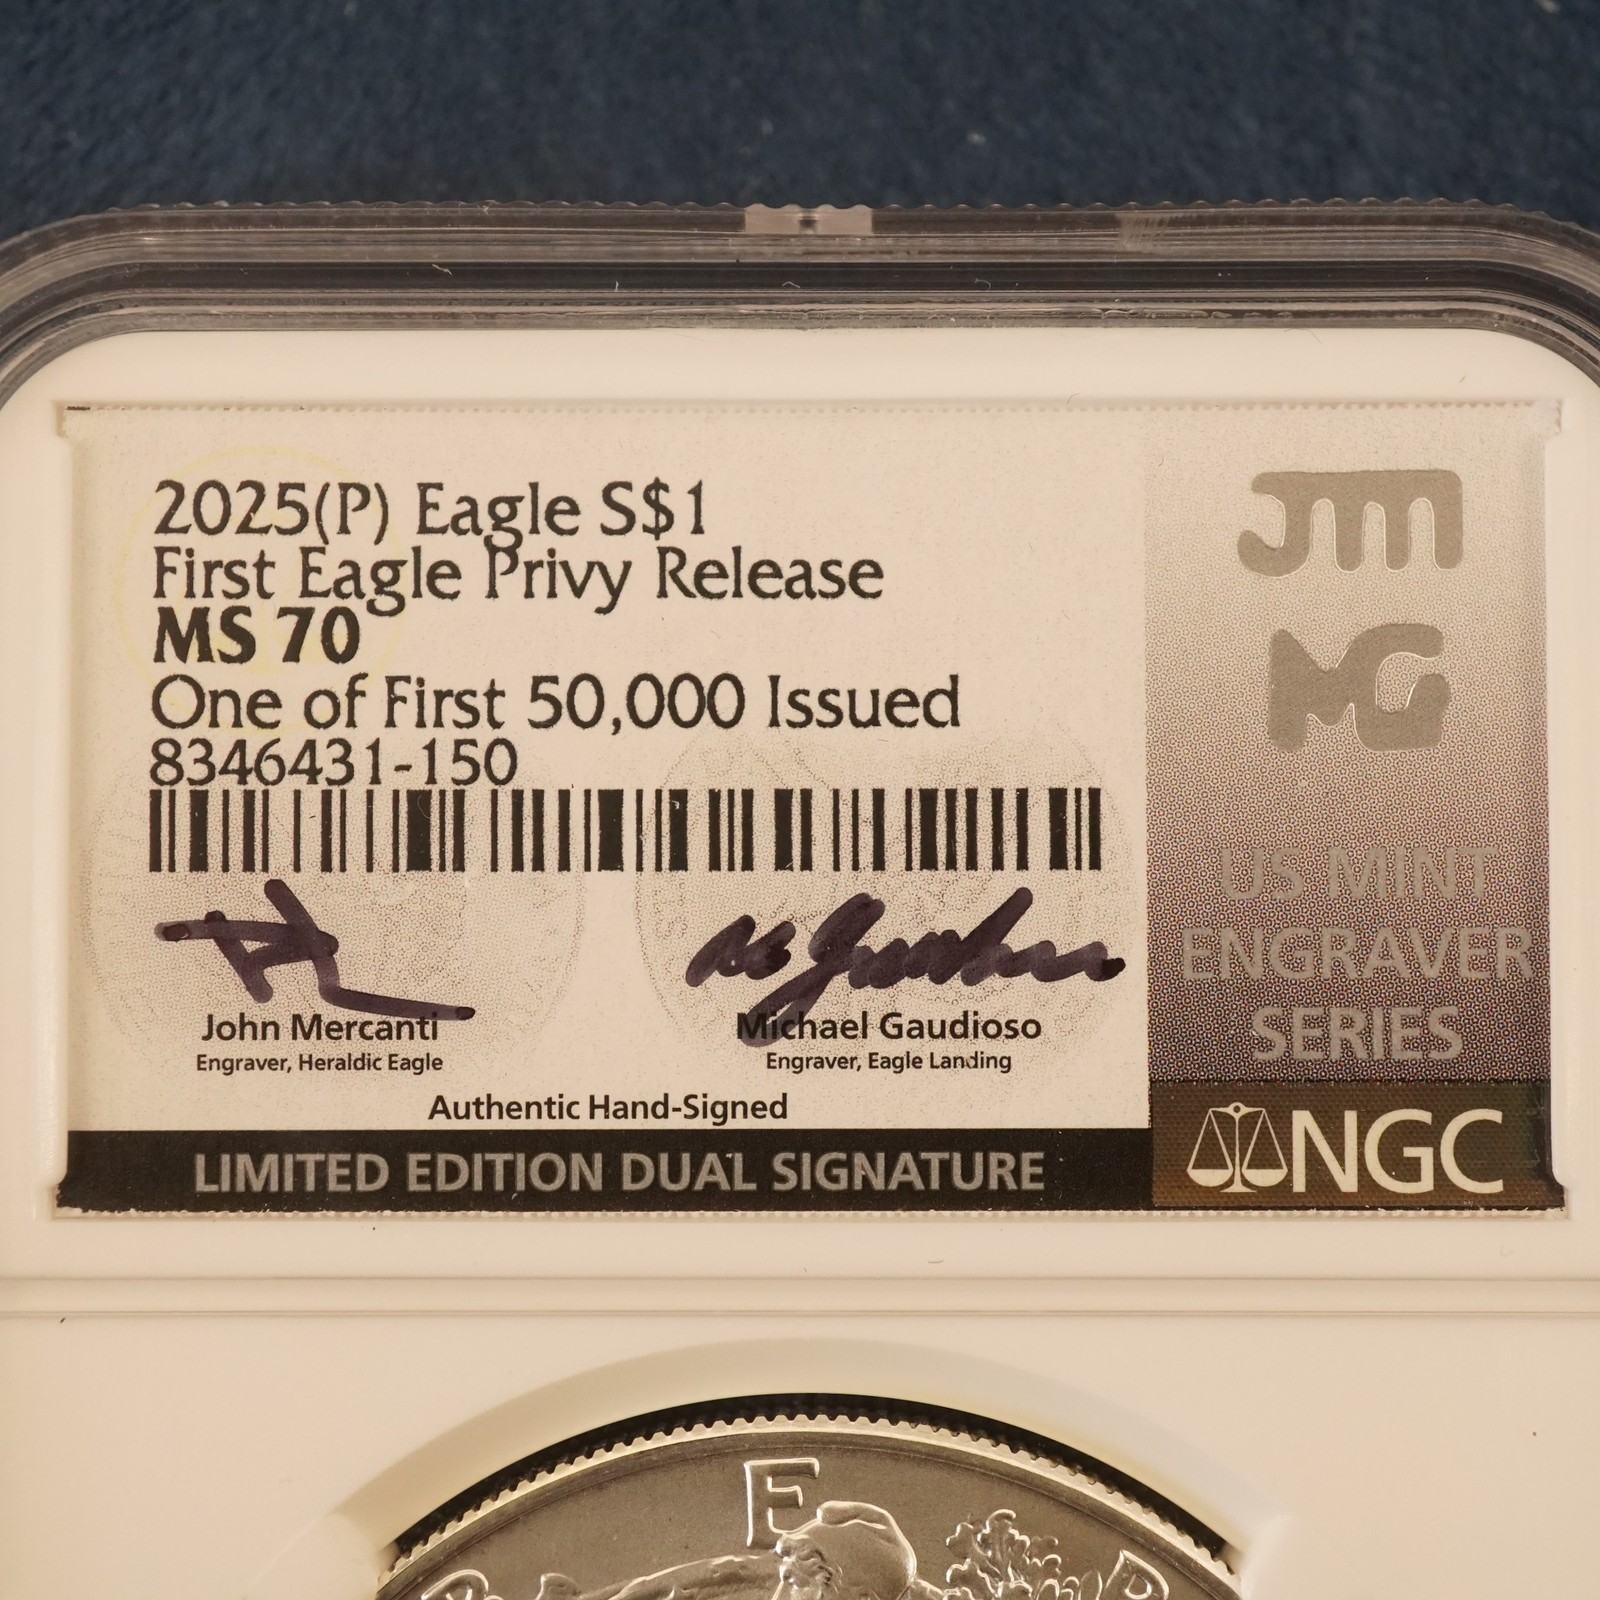 2025(P) Eagle S$1
First Eagle Privy Release
MS 70
One of First 50,000 Issued
8346431-150
John Mercanti
Engraver, Heraldic Eagle
Michael Gaudioso
Engraver, Eagle Landing
Authentic Hand-Signed
LIMITED EDITION DUAL SIGNATURE
JM
MG
US MINT
ENGRAVER
SERIES
NGC
E